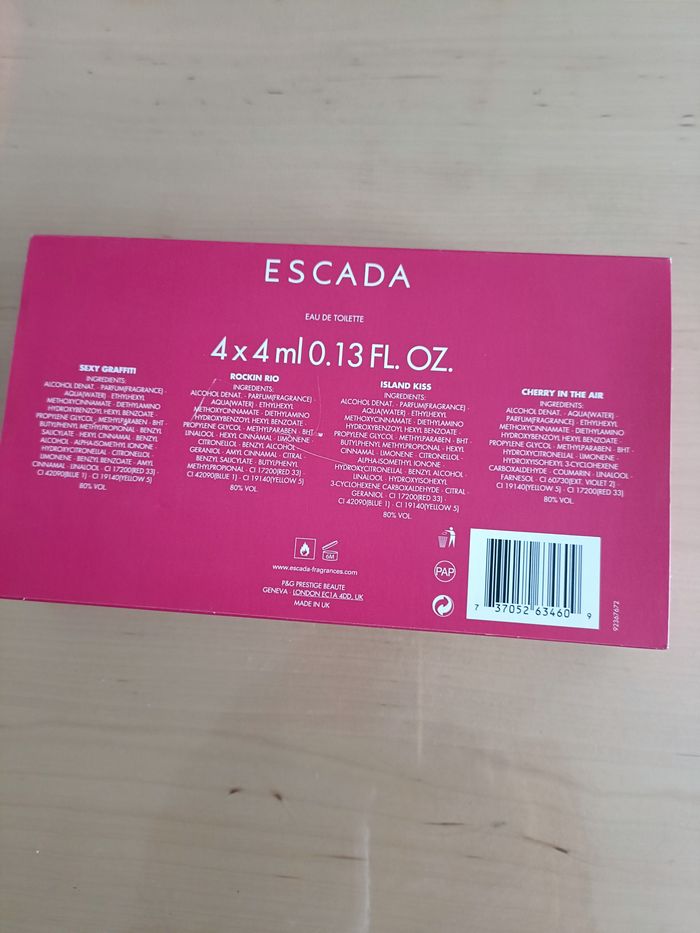 ESCADA
EAU DE TOILETTE
4 x 4 ml 0.13 FL. OZ.
SEXY GRAFFITI
INGREDIENTS:
ALCOHOL DENAT. · PARFUM(FRAGRANCE) ·
AQUA(WATER) · ETHYLHEXYL
METHOXYCINNAMATE · DIETHYLAMINO
HYDROXYBENZOYL HEXYL BENZOATE ·
PROPYLENE GLYCOL · METHYLPARABEN · BHT ·
BUTYLPHENYL METHYLPROPIONAL · BENZYL
SALICYLATE · HEXYL CINNAMAL · BENZYL
ALCOHOL · ALPHA-ISOMETHYL IONONE ·
HYDROXYCITRONELLAL · CITRONELLOL ·
LIMONENE · BENZYL BENZOATE · AMYL
CINNAMAL · LINALOOL · CI 17200(RED 33) ·
CI 42090(BLUE 1) · CI 19140(YELLOW 5)
80% VOL.
ROCKIN RIO
INGREDIENTS:
ALCOHOL DENAT. · PARFUM(FRAGRANCE) ·
AQUA(WATER) · ETHYLHEXYL
METHOXYCINNAMATE · DIETHYLAMINO
HYDROXYBENZOYL HEXYL BENZOATE ·
PROPYLENE GLYCOL · METHYLPARABEN · BHT ·
LINALOOL · HEXYL CINNAMAL · LIMONENE ·
CITRONELLOL · BENZYL ALCOHOL ·
GERANIOL · AMYL CINNAMAL · CITRAL ·
BENZYL SALICYLATE · BUTYLPHENYL
METHYLPROPIONAL · CI 17200(RED 33) ·
CI 42090(BLUE 1) · CI 19140(YELLOW 5)
80% VOL.
ISLAND KISS
INGREDIENTS:
ALCOHOL DENAT. · PARFUM(FRAGRANCE) ·
AQUA(WATER) · ETHYLHEXYL
METHOXYCINNAMATE · DIETHYLAMINO
HYDROXYBENZOYL HEXYL BENZOATE ·
PROPYLENE GLYCOL · METHYLPARABEN · BHT ·
BUTYLPHENYL METHYLPROPIONAL · HEXYL
CINNAMAL · LIMONENE · CITRONELLOL ·
ALPHA-ISOMETHYL IONONE ·
HYDROXYCITRONELLAL · BENZYL ALCOHOL ·
LINALOOL · HYDROXYISOHEXYL
3-CYCLOHEXENE CARBOXALDEHYDE · CITRAL ·
GERANIOL · CI 17200(RED 33) ·
CI 42090(BLUE 1) · CI 19140(YELLOW 5)
80% VOL.
CHERRY IN THE AIR
INGREDIENTS:
ALCOHOL DENAT. · AQUA(WATER) ·
PARFUM(FRAGRANCE) · ETHYLHEXYL
METHOXYCINNAMATE · DIETHYLAMINO
HYDROXYBENZOYL HEXYL BENZOATE ·
PROPYLENE GLYCOL · METHYLPARABEN · BHT ·
HYDROXYCITRONELLAL · LIMONENE ·
HYDROXYISOHEXYL 3-CYCLOHEXENE
CARBOXALDEHYDE · COUMARIN · LINALOOL ·
FARNESOL · CI 60730(EXT. VIOLET 2) ·
CI 19140(YELLOW 5) · CI 17200(RED 33)
80% VOL.
6M
www.escada-fragrances.com
P&G PRESTIGE BEAUTE
GENEVA · LONDON EC1A 4DD, UK
MADE IN UK
PAP
7 37052 63460 9
92367672